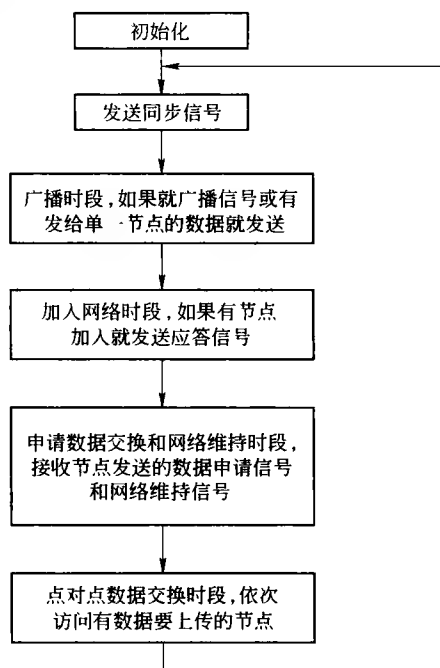 初始化
发送同步信号
广播时段,如果就广播信号或有
发给单一节点的数据就发送
加入网络时段,如果有节点
加入就发送应答信号
申请数据交换和网络维持时段,
接收节点发送的数据申请信号
和网络维持信号
点对点数据交换时段,依次
访问有数据要上传的节点